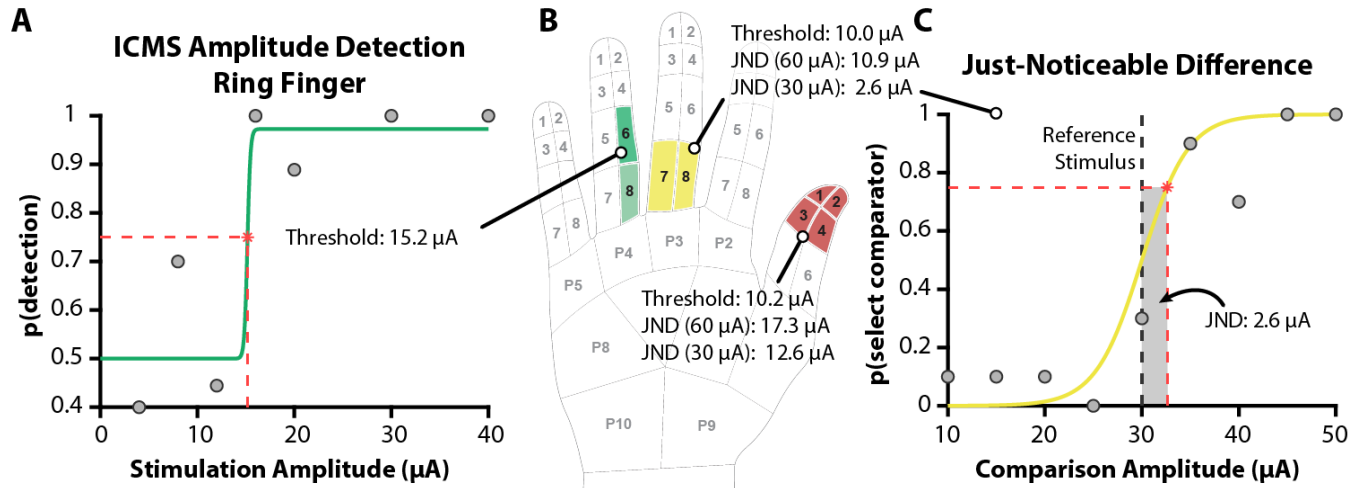 A
ICMS Amplitude Detection
Ring Finger
p(detection)
1
0.9
0.8
0.7
0.6
0.5
0.4
0
10
20
30
40
Stimulation Amplitude (µA)
Threshold: 15.2 µA
B
Threshold: 10.0 µA
JND (60 µA): 10.9 µA
JND (30 µA): 2.6 µA
1 2
3 4
5 6
7 8
1 2
3 4
5 6
7 8
1 2
3 4
7 8
5 6
7 8
1 2
3 4
6
P4
P3
P2
P5
P8
P10
P9
Threshold: 10.2 µA
JND (60 µA): 17.3 µA
JND (30 µA): 12.6 µA
C
Just-Noticeable Difference
p(select comparator)
1
0.8
0.6
0.4
0.2
0
Reference
Stimulus
JND: 2.6 µA
10
20
30
40
50
Comparison Amplitude (µA)